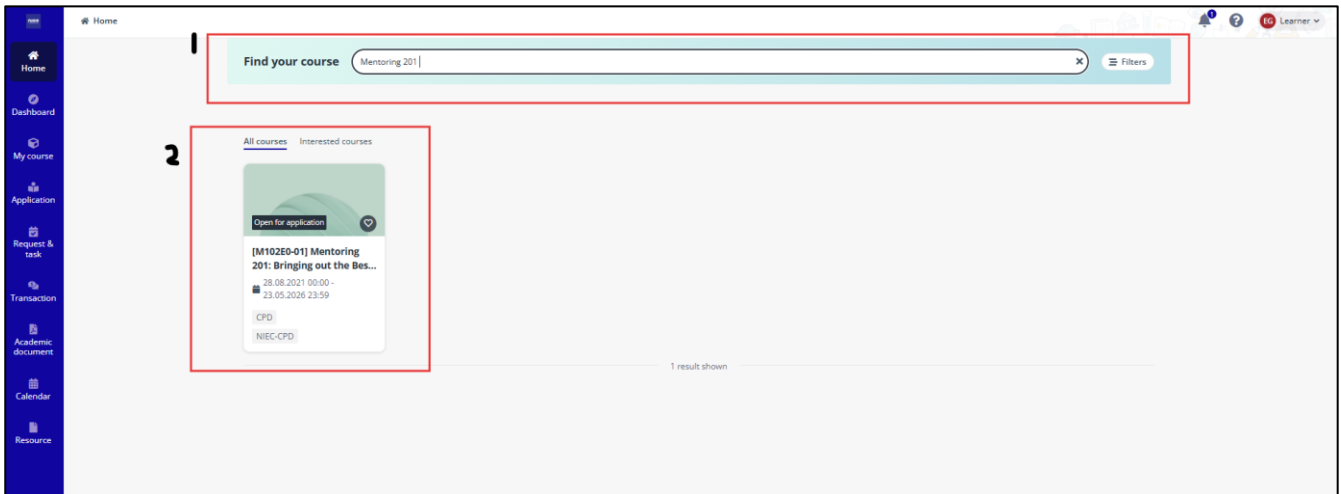 Home
1
EG Learner
1
Find your course
Mentoring 201
Filters
Home
Dashboard
My course
Application
Request &
task
Transaction
Academic
document
Calendar
Resource
2
All courses Interested courses
Open for application
[M102E0-01] Mentoring
201: Bringing out the Bes...
28.08.2021 00:00 -
23.05.2026 23:59
CPD
NIEC-CPD
1 result shown